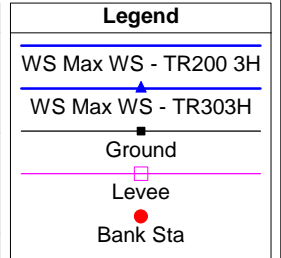 Legend
WS Max WS - TR200 3H
WS Max WS - TR303H
Ground
Levee
Bank Sta